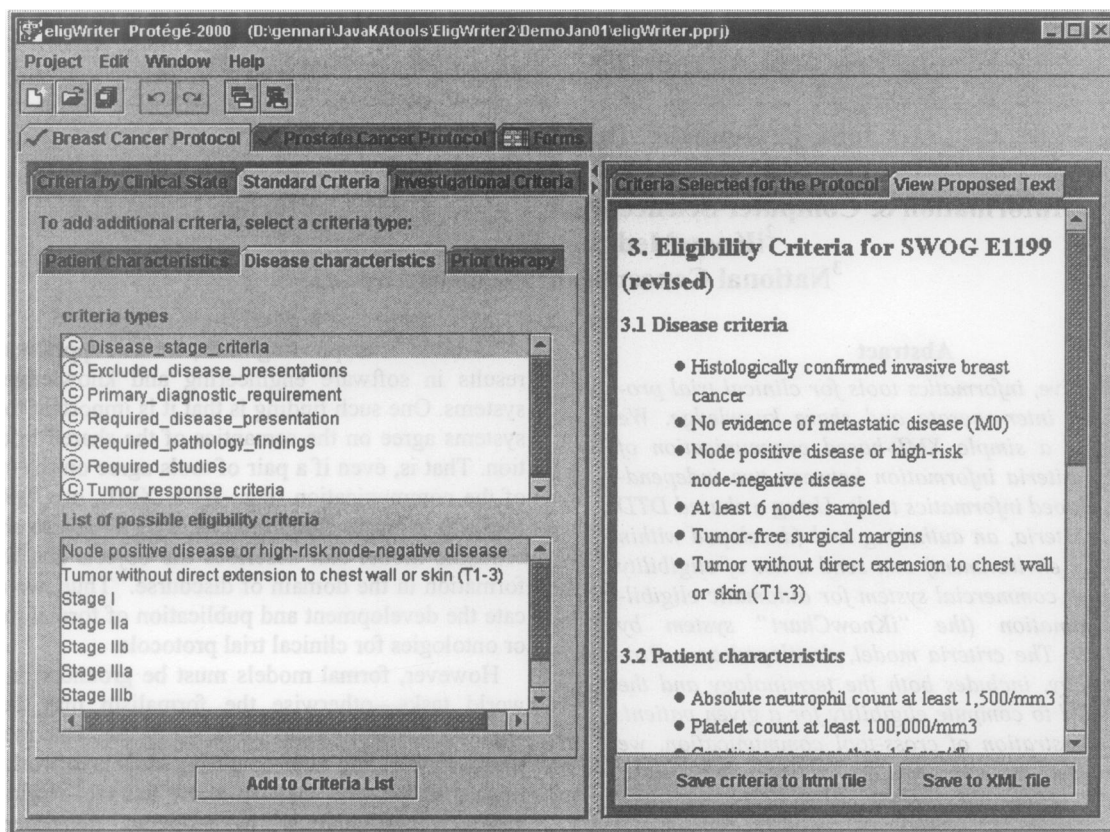 eligWriter Protégé-2000 (D:\gennari\JavaKAtools\EligWriter2\DemoJan01\eligWriter.pprj)
Project Edit Window Help
Breast Cancer Protocol Prostate Cancer Protocol Forms
Criteria by Clinical State Standard Criteria Investigational Criteria
To add additional criteria, select a criteria type:
Patient characteristics Disease characteristics Prior therapy
criteria types
C Disease_stage_criteria
C Excluded_disease_presentations
C Primary_diagnostic_requirement
C Required_disease_presentation
C Required_pathology_findings
C Required_studies
C Tumor_response_criteria
List of possible eligibility criteria
Node positive disease or high-risk node-negative disease
Tumor without direct extension to chest wall or skin (T1-3)
Stage I
Stage IIa
Stage IIb
Stage IIIa
Stage IIIb
Add to Criteria List
Criteria Selected for the Protocol View Proposed Text
3. Eligibility Criteria for SWOG E1199
(revised)
3.1 Disease criteria
• Histologically confirmed invasive breast
cancer
• No evidence of metastatic disease (M0)
• Node positive disease or high-risk
node-negative disease
• At least 6 nodes sampled
• Tumor-free surgical margins
• Tumor without direct extension to chest wall
or skin (T1-3)
3.2 Patient characteristics
• Absolute neutrophil count at least 1,500/mm3
• Platelet count at least 100,000/mm3
Save criteria to html file Save to XML file